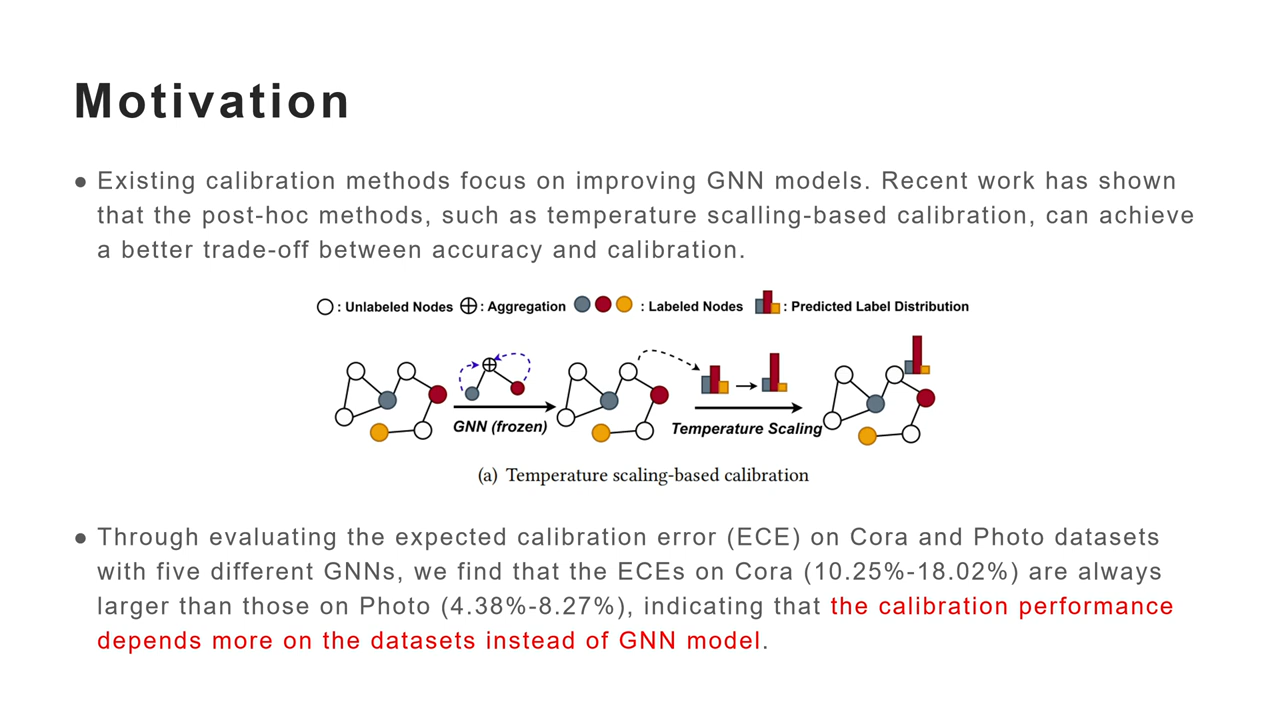 Motivation
● Existing calibration methods focus on improving GNN models. Recent work has shown
that the post-hoc methods, such as temperature scalling-based calibration, can achieve
a better trade-off between accuracy and calibration.
: Unlabeled Nodes : Aggregation : Labeled Nodes : Predicted Label Distribution
GNN (frozen) Temperature Scaling
(a) Temperature scaling-based calibration
● Through evaluating the expected calibration error (ECE) on Cora and Photo datasets
with five different GNNs, we find that the ECEs on Cora (10.25%-18.02%) are always
larger than those on Photo (4.38%-8.27%), indicating that the calibration performance
depends more on the datasets instead of GNN model.